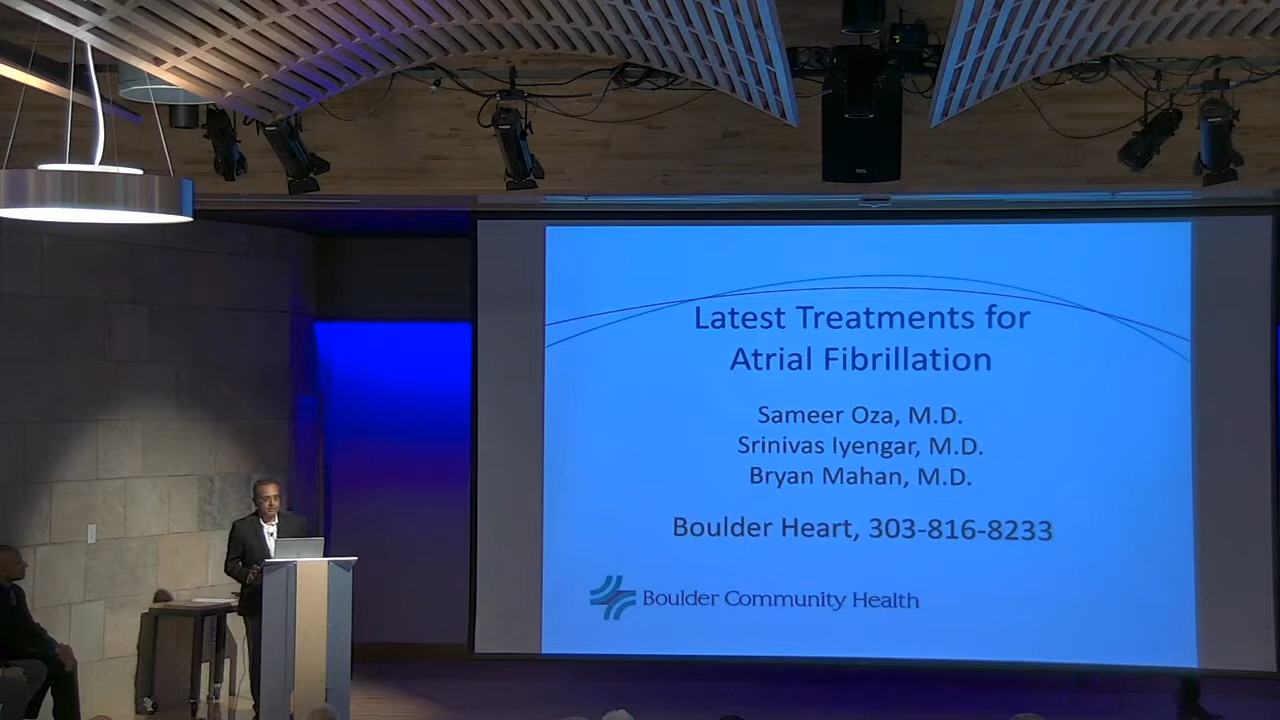 Latest Treatments for
Atrial Fibrillation
Sameer Oza, M.D.
Srinivas Iyengar, M.D.
Bryan Mahan, M.D.
Boulder Heart, 303-816-8233
Boulder Community Health